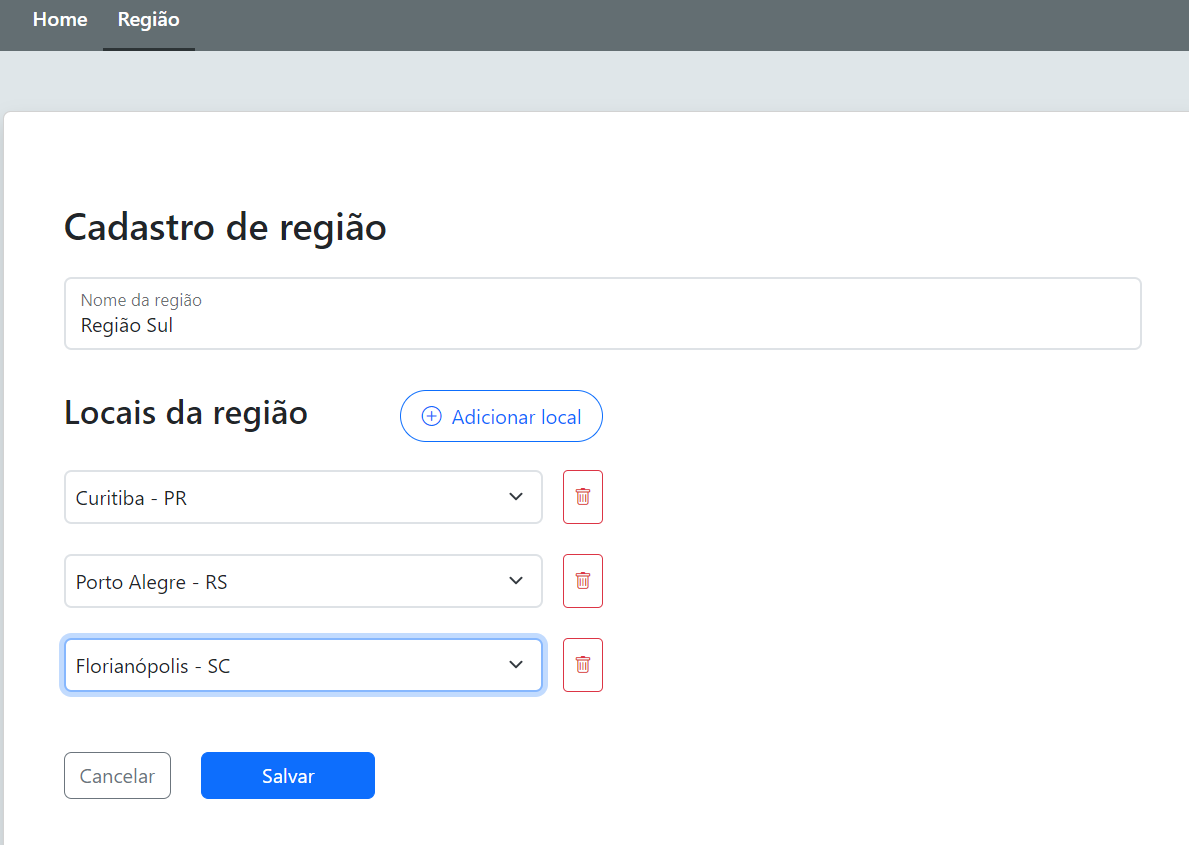 Home Região
Cadastro de região
Nome da região
Região Sul
Locais da região
Adicionar local
Curitiba - PR
Porto Alegre - RS
Florianópolis - SC
Cancelar Salvar